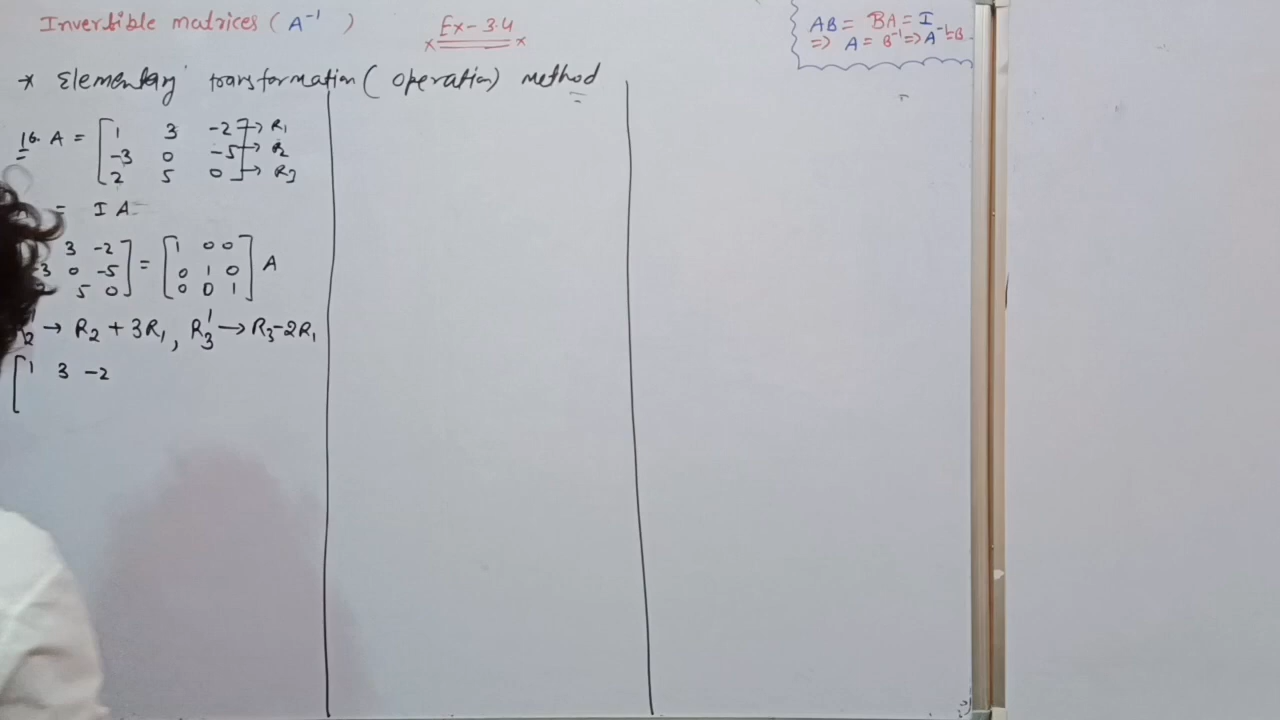 Invertible matrices ( A⁻¹ )
Ex - 3.4
AB = BA = I
=> A = B⁻¹ => A⁻¹ = B
* Elementary transformation ( operation) method
16. A = [ 1 3 -2 ] → R1
-3 0 -5 → R2
2 5 0 → R3
= I A
3 -2 ] = [ 1 0 0 ] A
-3 0 -5 0 1 0
5 0 0 0 1
→ R2 + 3R1, R3' → R3 - 2R1
[ 1 3 -2